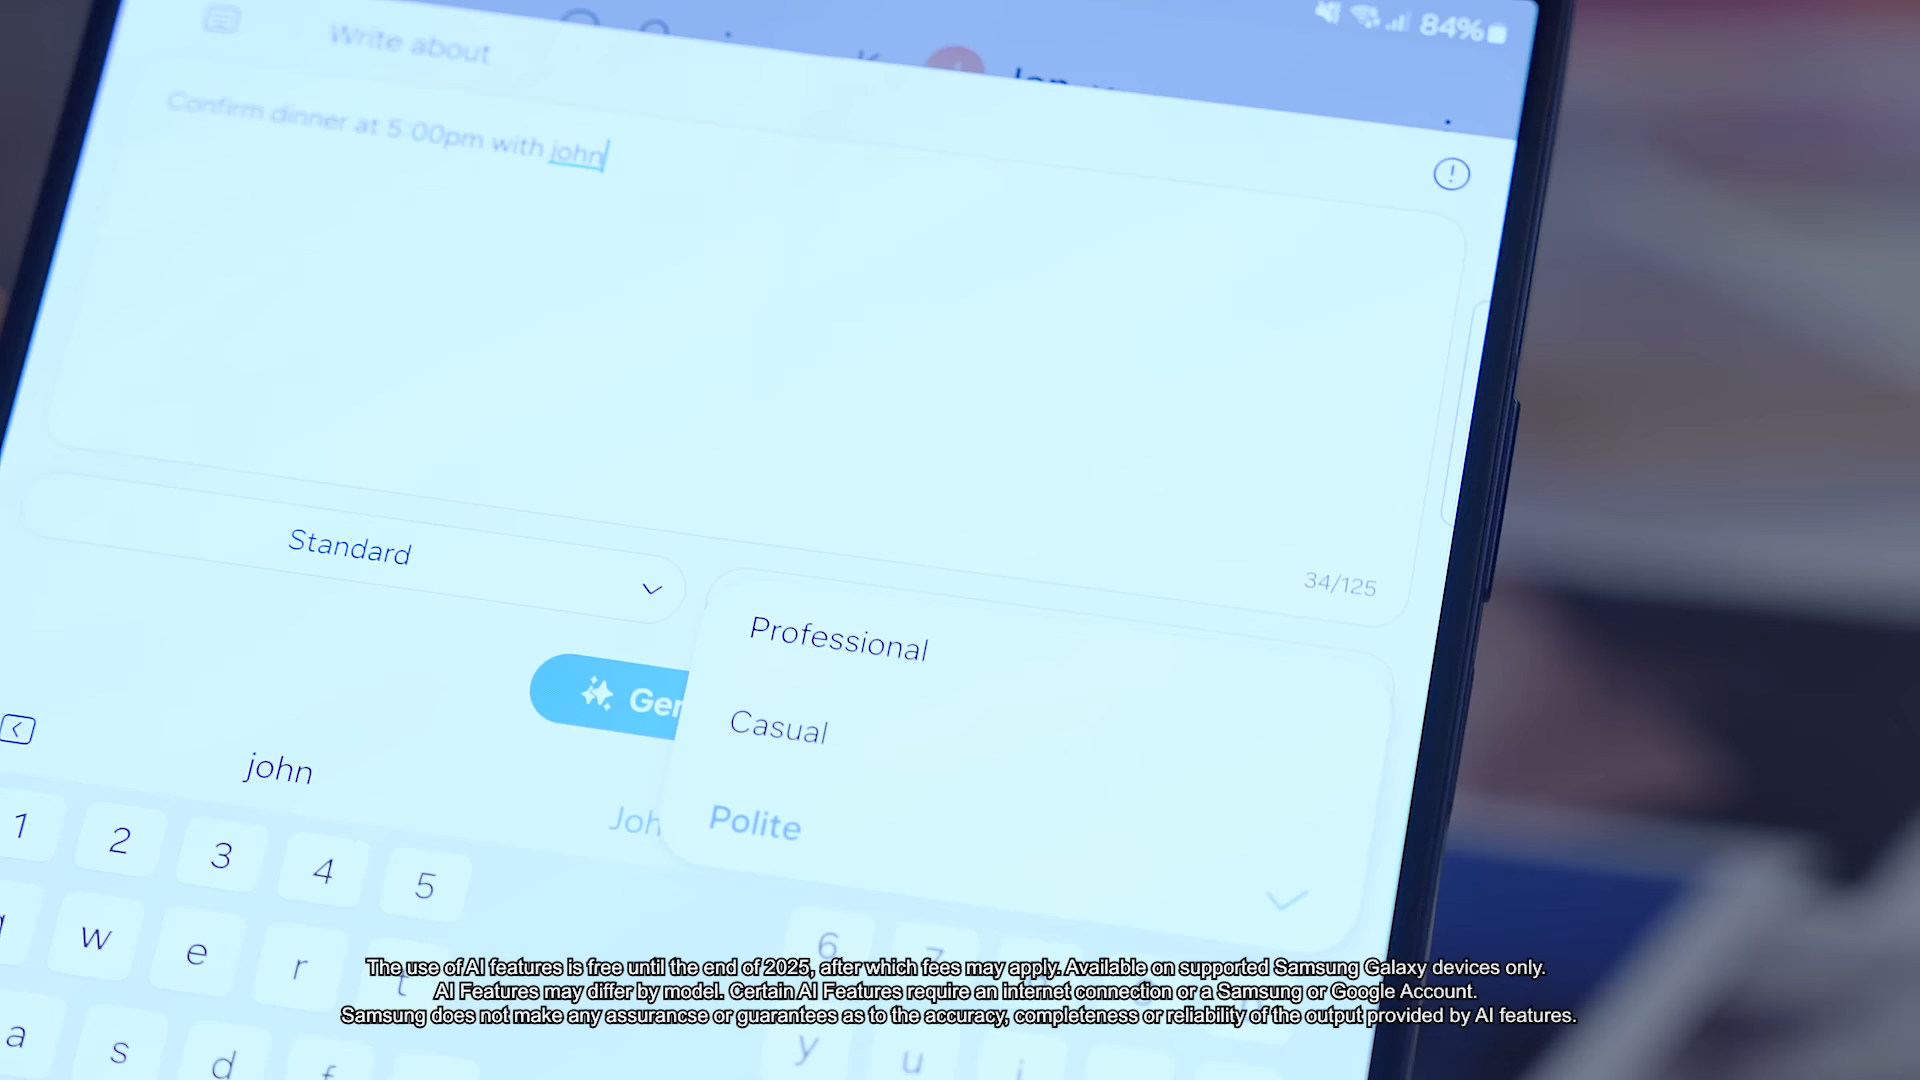 84%
Write about
Confirm dinner at 5:00pm with john
34/125
Standard
Professional
Casual
Polite
john
1 2 3 4 5 6 7
w e r t
a s d f y u
The use of AI features is free until the end of 2025, after which fees may apply. Available on supported Samsung Galaxy devices only.
AI Features may differ by model. Certain AI Features require an internet connection or a Samsung or Google Account.
Samsung does not make any assurancse or guarantees as to the accuracy, completeness or reliability of the output provided by AI features.